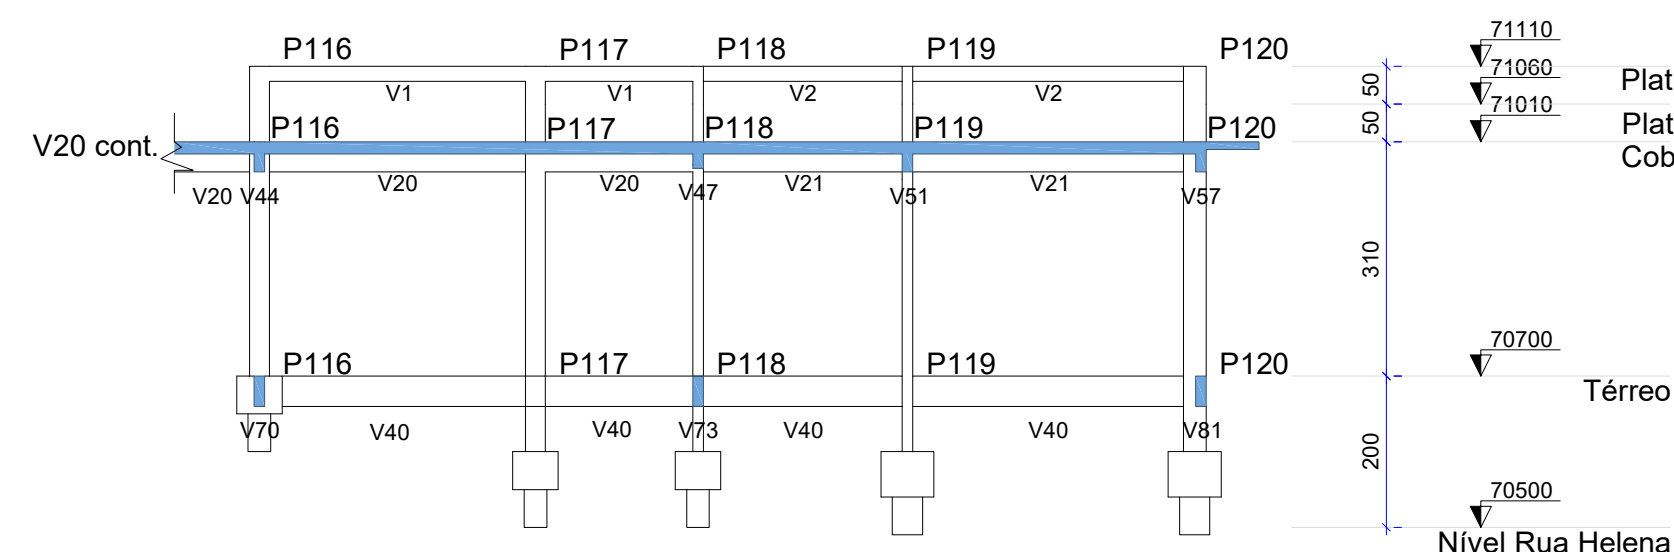 71110
P116 P117 P118 P119 P120
71060
50
Plat
V1 V1 V2 V2
71010
50
P116 P117 P118 P119 P120
Plat
V20 cont.
Cob
V20 V20 V21 V21
V20 V44 V47 V51 V57
310
70700
P116 P117 P118 P119 P120
Térreo
V70 V40 V40 V73 V40 V40 V81
200
70500
Nível Rua Helena